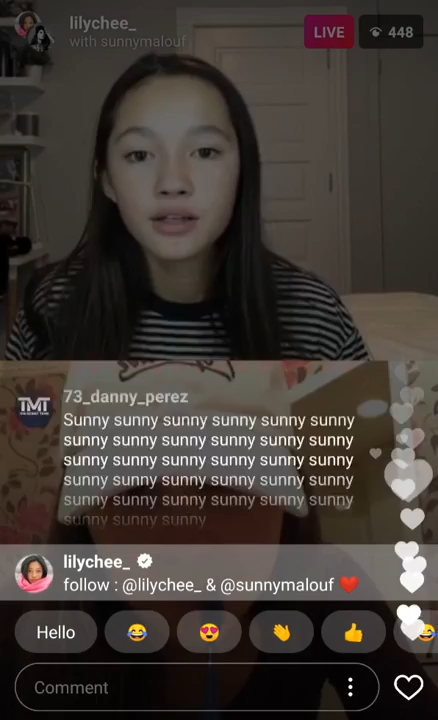 lilychee_
with sunnymalouf
LIVE
448
TMT
73_danny_perez
Sunny sunny sunny sunny sunny sunny
sunny sunny sunny sunny sunny sunny
sunny sunny sunny sunny sunny sunny
sunny sunny sunny sunny sunny sunny
sunny sunny sunny sunny sunny sunny
sunny sunny sunny
lilychee_
follow : @lilychee_ & @sunnymalouf ❤️
Hello 😂 😍 👏 👍 😂
Comment